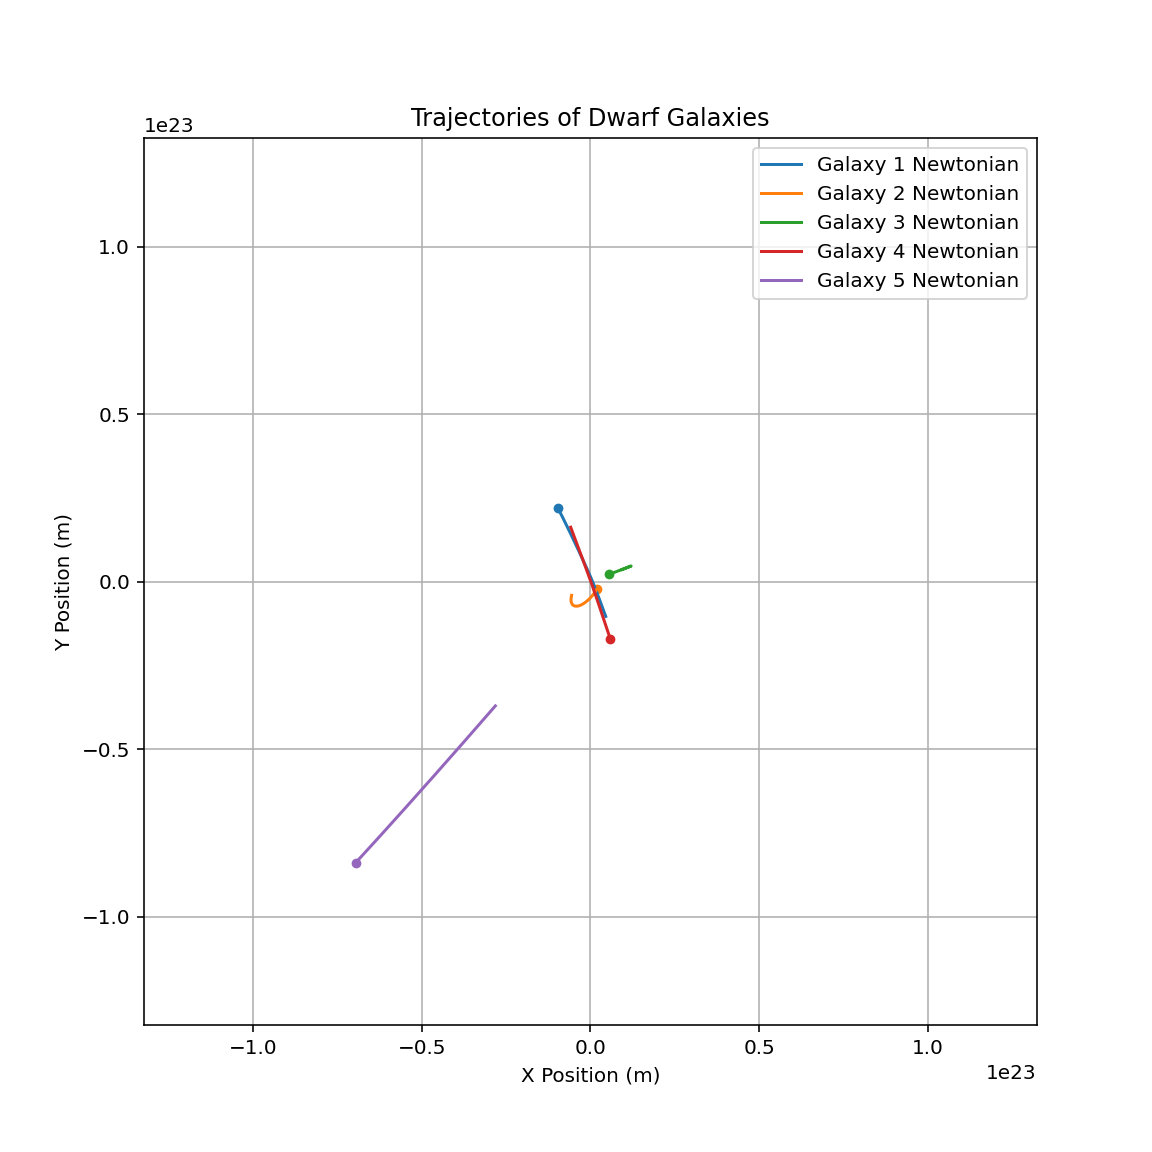 Trajectories of Dwarf Galaxies
1e23
Galaxy 1 Newtonian
Galaxy 2 Newtonian
Galaxy 3 Newtonian
Galaxy 4 Newtonian
Galaxy 5 Newtonian
1.0
0.5
0.0
−0.5
−1.0
Y Position (m)
−1.0 −0.5 0.0 0.5 1.0
1e23
X Position (m)